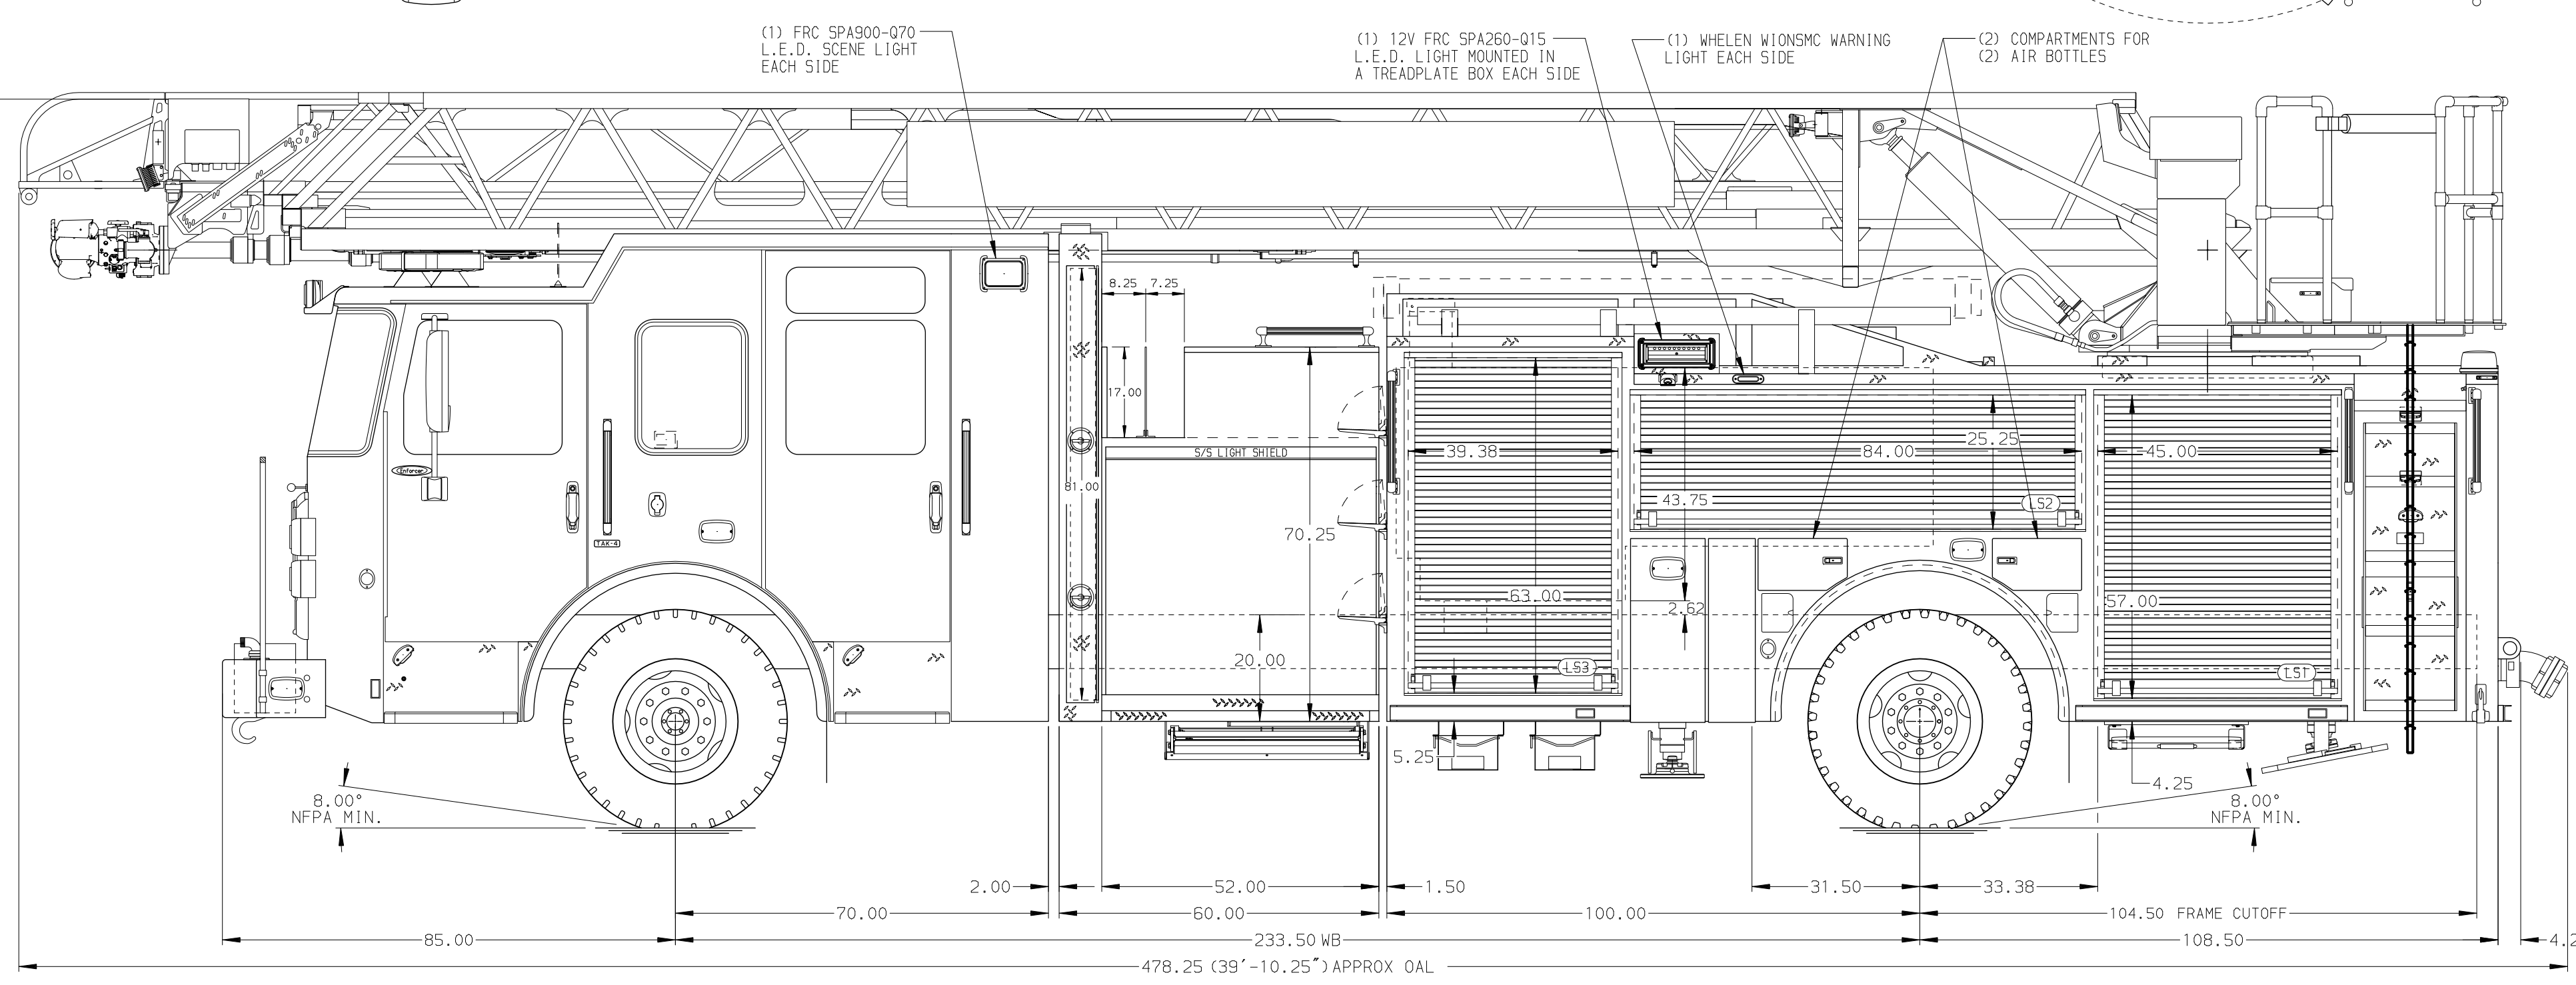 (1) FRC SPA900-Q70
L.E.D. SCENE LIGHT
EACH SIDE
(1) 12V FRC SPA260-Q15
L.E.D. LIGHT MOUNTED IN
A TREADPLATE BOX EACH SIDE
(1) WHELEN WIONSMC WARNING
LIGHT EACH SIDE
(2) COMPARTMENTS FOR
(2) AIR BOTTLES
8.25
7.25
17.00
S/S LIGHT SHIELD
81.00
70.25
20.00
39.38
63.00
LS3
43.75
2.62
84.00
25.25
LS2
45.00
57.00
LS1
Enforcer
TAK-4
5.25
4.25
8.00°
NFPA MIN.
8.00°
NFPA MIN.
2.00
52.00
1.50
31.50
33.38
70.00
60.00
100.00
104.50 FRAME CUTOFF
85.00
233.50 WB
108.50
478.25 (39'-10.25") APPROX OAL